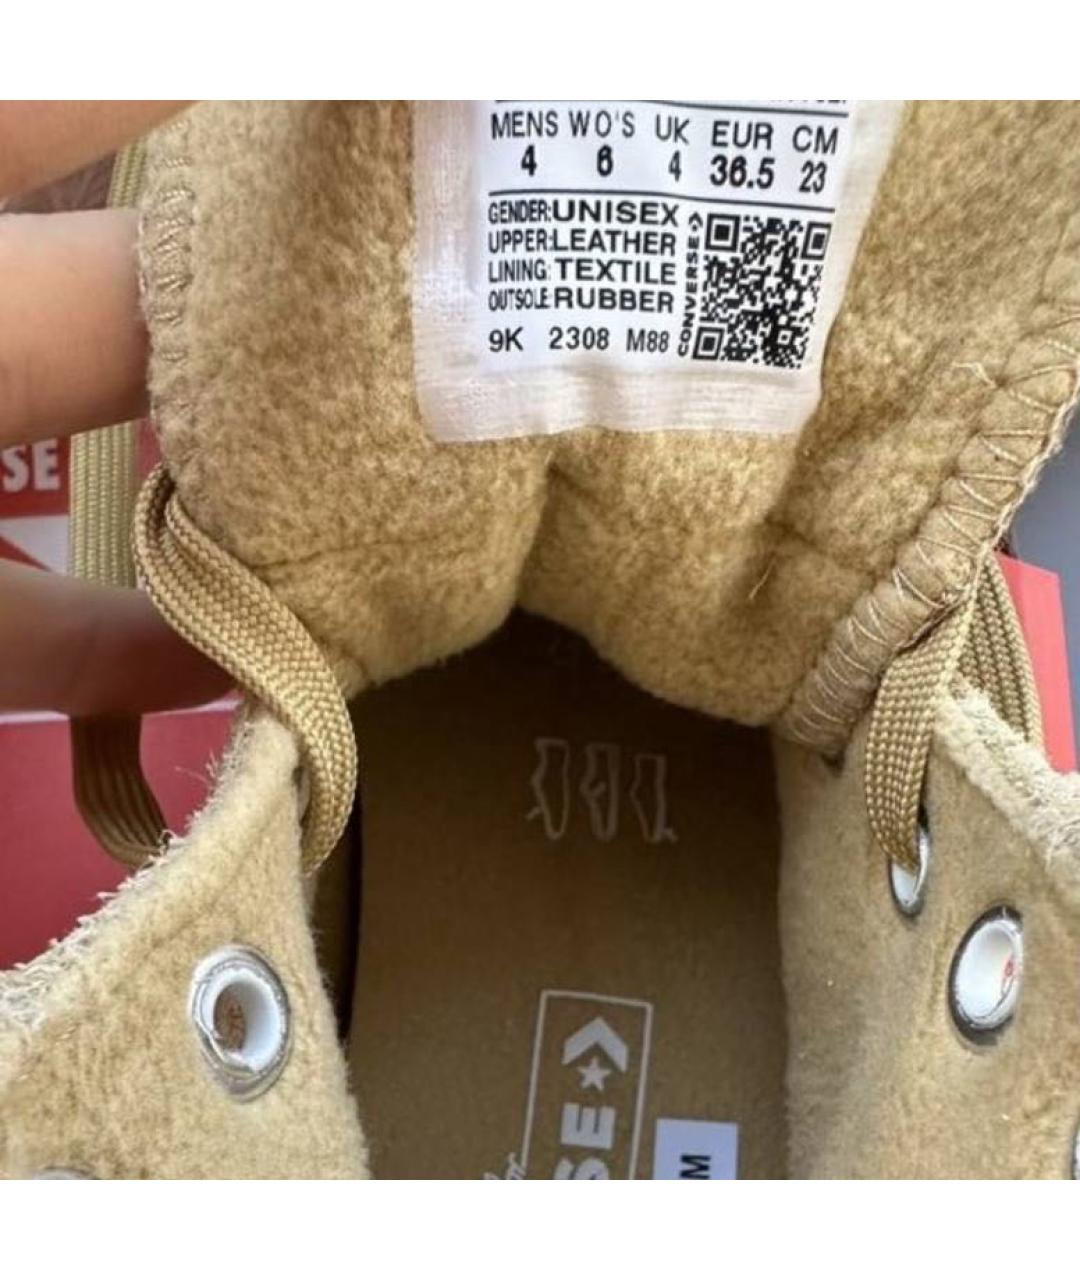 MENS WO'S UK EUR CM
4 6 4 36.5 23
GENDER:UNISEX
UPPER:LEATHER
LINING: TEXTILE
OUTSOLE:RUBBER
9K 2308 M88
CONVERSE
SE
SE
M